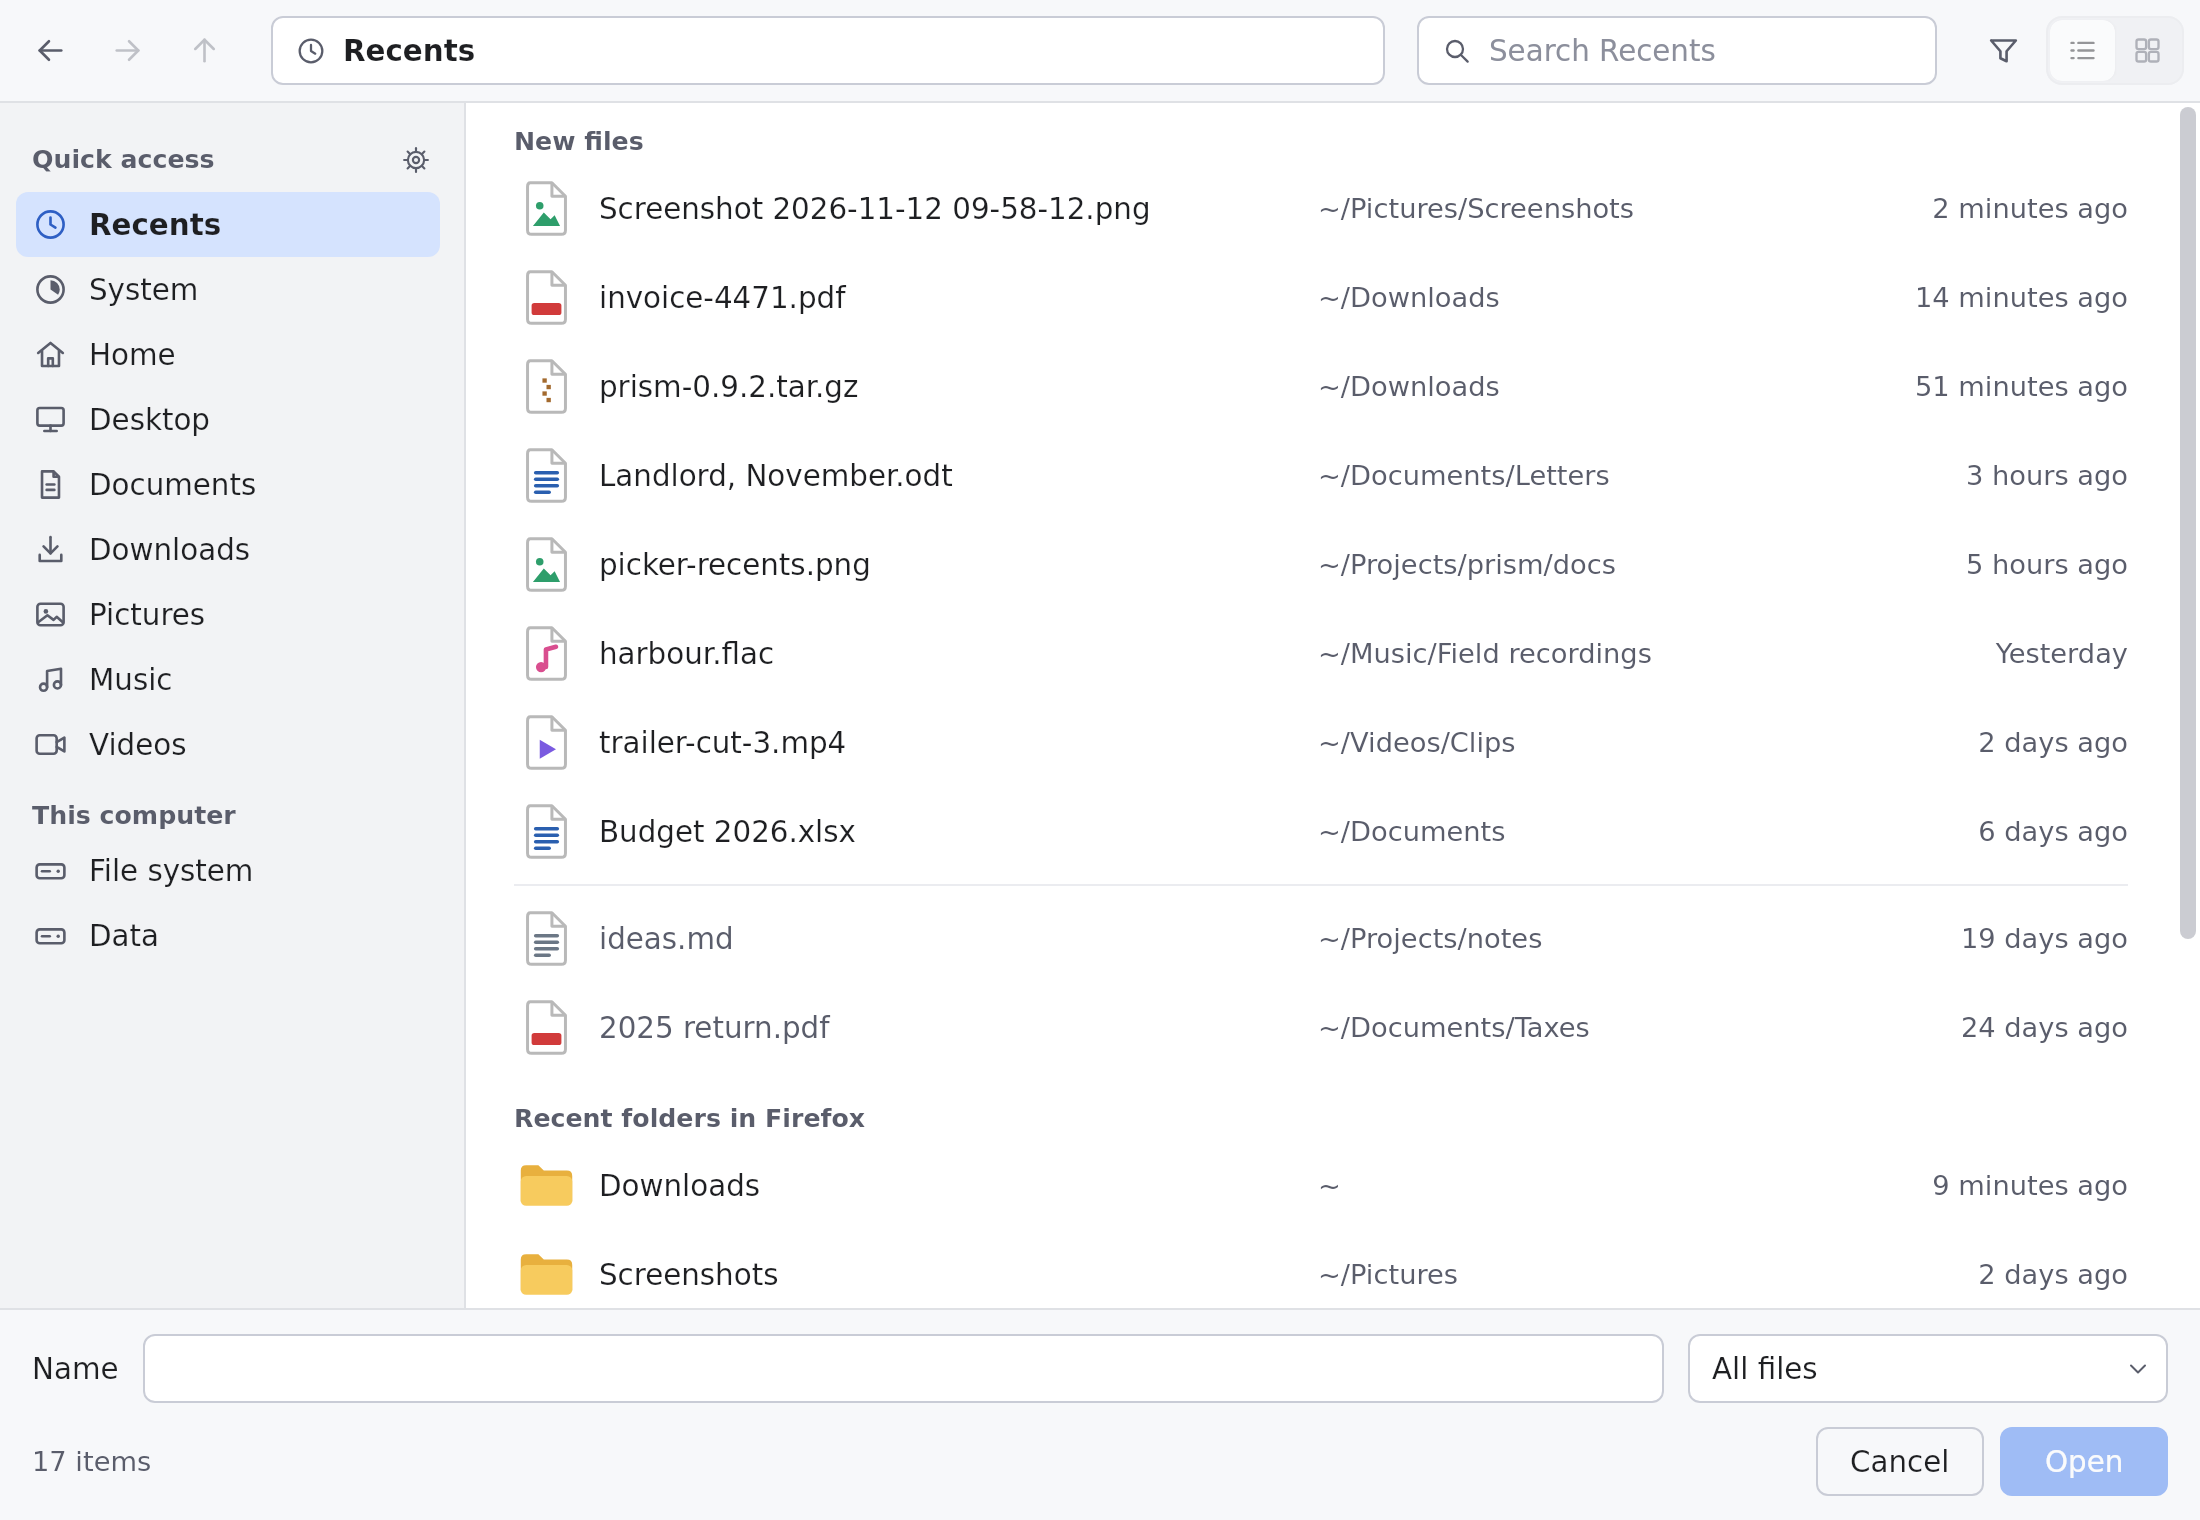 Recents
Search Recents
Quick access
Recents
System
Home
Desktop
Documents
Downloads
Pictures
Music
Videos
This computer
File system
Data
New files
Screenshot 2026-11-12 09-58-12.png ~/Pictures/Screenshots 2 minutes ago
invoice-4471.pdf ~/Downloads 14 minutes ago
prism-0.9.2.tar.gz ~/Downloads 51 minutes ago
Landlord, November.odt ~/Documents/Letters 3 hours ago
picker-recents.png ~/Projects/prism/docs 5 hours ago
harbour.flac ~/Music/Field recordings Yesterday
trailer-cut-3.mp4 ~/Videos/Clips 2 days ago
Budget 2026.xlsx ~/Documents 6 days ago
ideas.md ~/Projects/notes 19 days ago
2025 return.pdf ~/Documents/Taxes 24 days ago
Recent folders in Firefox
Downloads ~ 9 minutes ago
Screenshots ~/Pictures 2 days ago
Name
All files
17 items
Cancel
Open